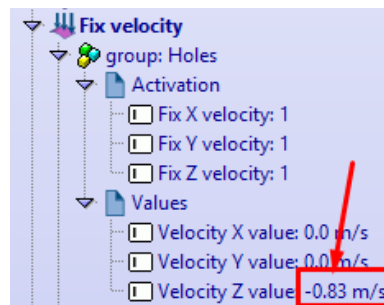 Fix velocity
group: Holes
Activation
Fix X velocity: 1
Fix Y velocity: 1
Fix Z velocity: 1
Values
Velocity X value: 0.0 m/s
Velocity Y value: 0.0 m/s
Velocity Z value: -0.83 m/s